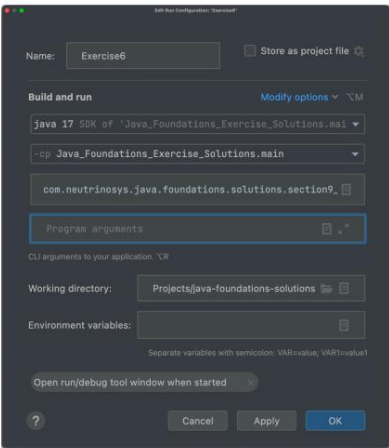 Edit Run Configuration: 'Exercise6'
Name: Exercise6 Store as project file
Build and run Modify options ⌥M
java 17 SDK of 'Java_Foundations_Exercise_Solutions.mai
-cp Java_Foundations_Exercise_Solutions.main
com.neutrinosys.java.foundations.solutions.section9_
Program arguments
CLI arguments to your application. ⌥R
Working directory: Projects/java-foundations-solutions
Environment variables:
Separate variables with semicolon: VAR=value; VAR1=value1
Open run/debug tool window when started ×
? Cancel Apply OK